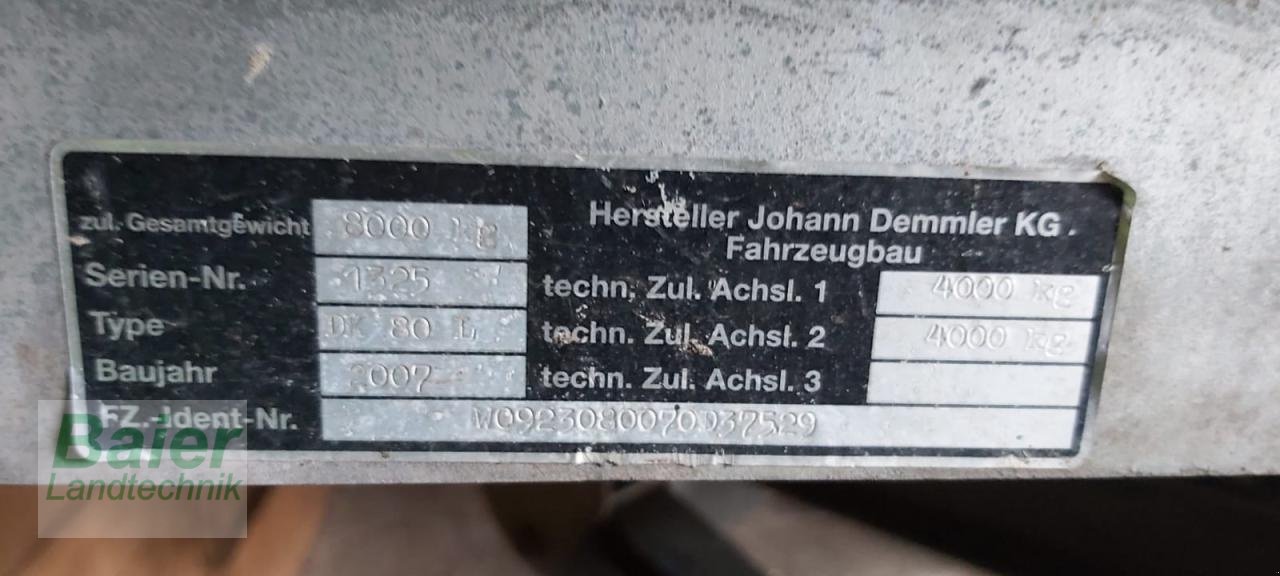 Hersteller Johann Demmler KG.
Fahrzeugbau
zul. Gesamtgewicht 8000 kg
Serien-Nr. 1325
Type DK 80 L
Baujahr 2007
techn. Zul. Achsl. 1 4000 kg
techn. Zul. Achsl. 2 4000 kg
techn. Zul. Achsl. 3
FZ.-Ident-Nr. W0923080070D37529
Baier
Landtechnik